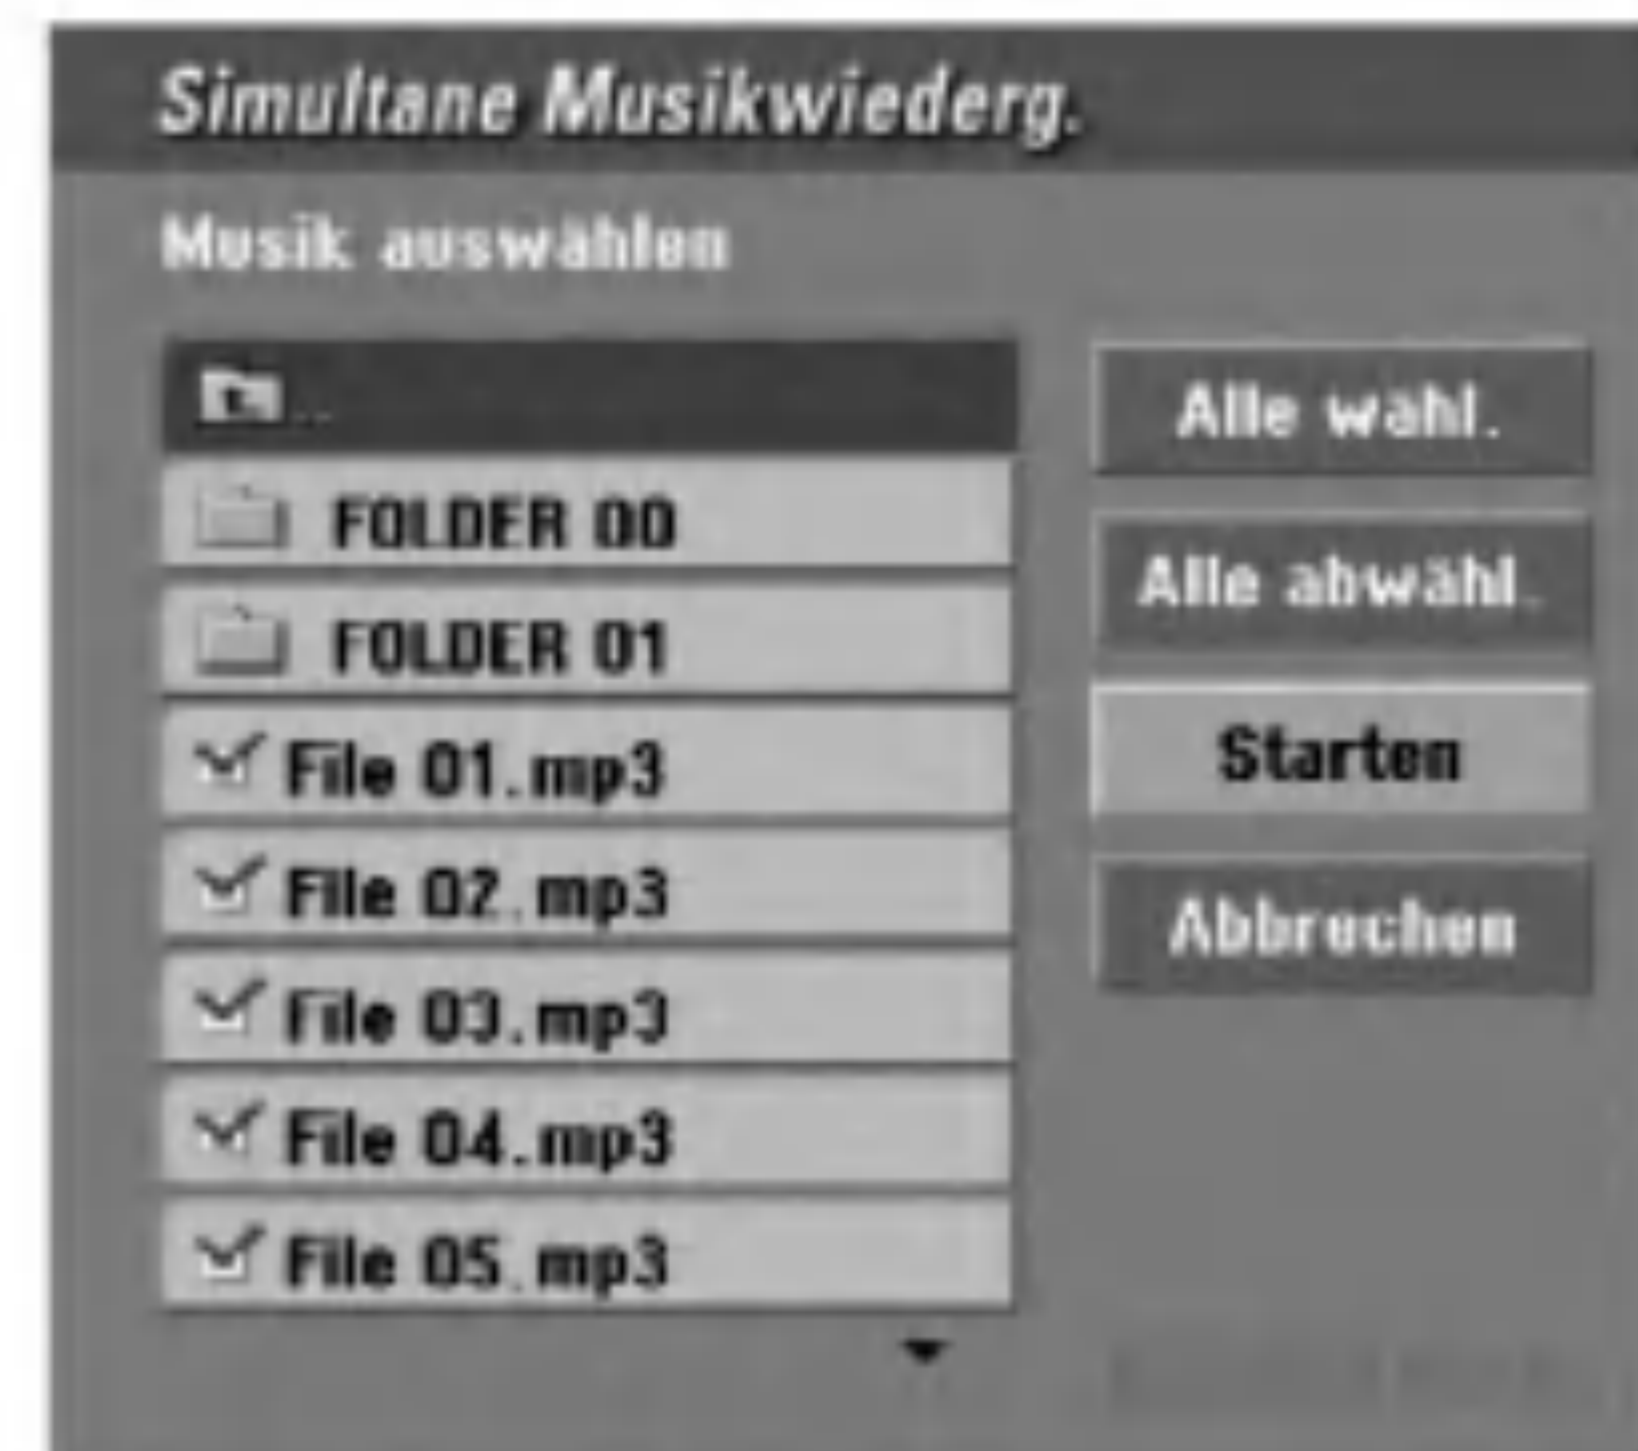 Simultane Musikwiederg.
Musik auswählen
..
FOLDER 00
FOLDER 01
File 01.mp3
File 02.mp3
File 03.mp3
File 04.mp3
File 05.mp3
Alle wähl.
Alle abwähl.
Starten
Abbrechen